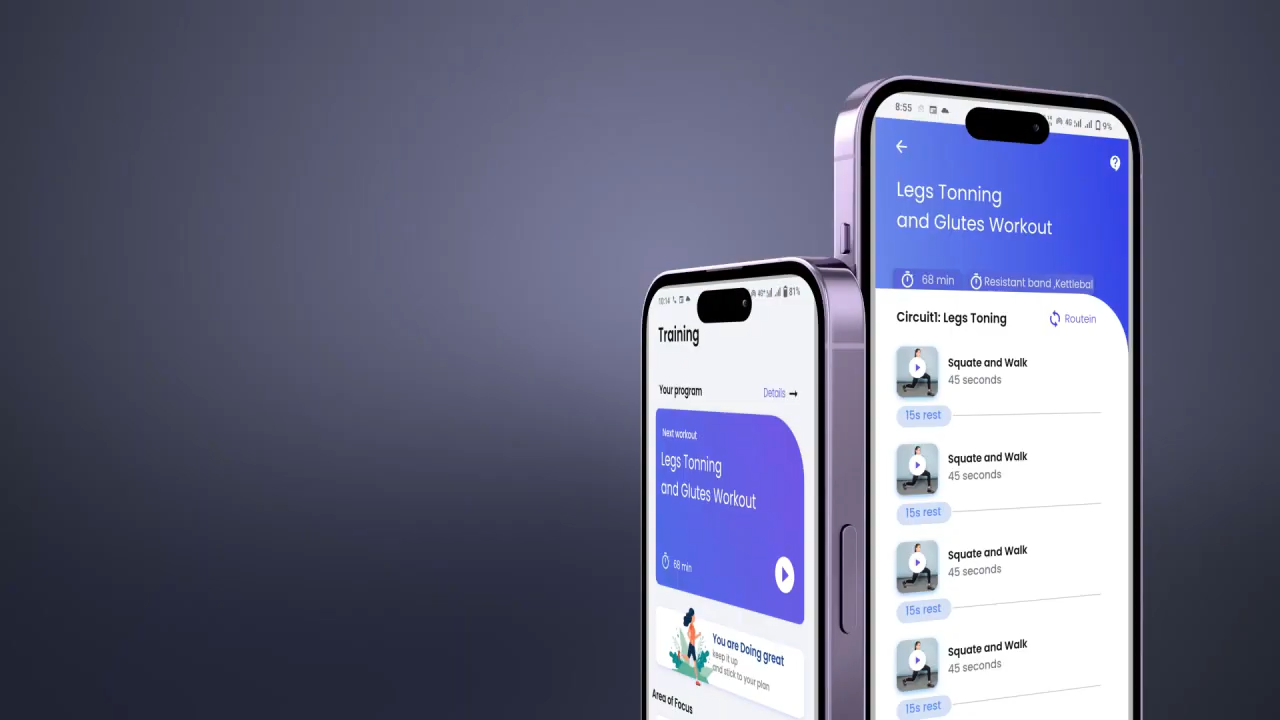 10:14
81%
Training
Your program
Details
Next workout
Legs Tonning
and Glutes Workout
68 min
You are Doing great
keep it up
and stick to your plan
Area of Focus
8:55
4G
9%
Legs Tonning
and Glutes Workout
68 min
Resistant band ,Kettlebal
Circuit1: Legs Toning
Routein
Squate and Walk
45 seconds
15s rest
Squate and Walk
45 seconds
15s rest
Squate and Walk
45 seconds
15s rest
Squate and Walk
45 seconds
15s rest